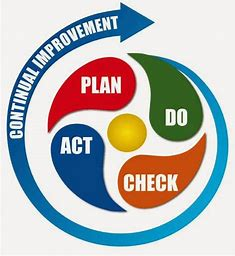 CONTINUAL IMPROVEMENT
PLAN
DO
CHECK
ACT